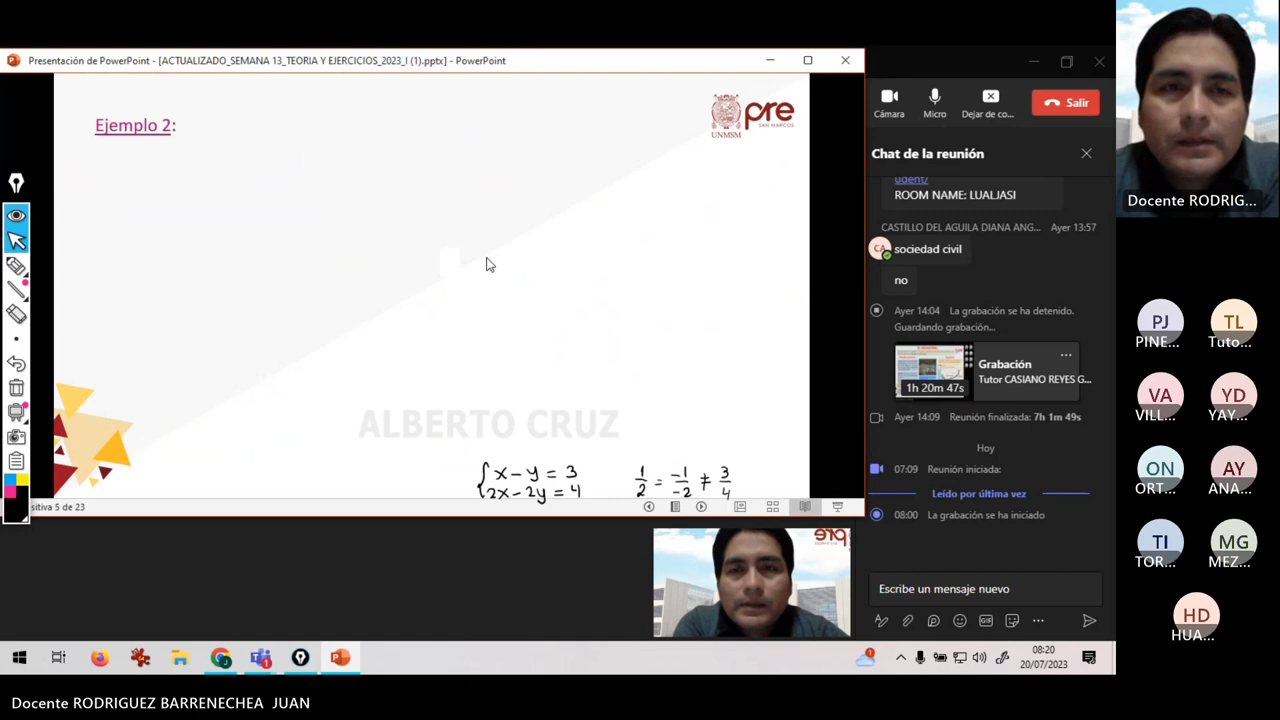 Presentación de PowerPoint - [ACTUALIZADO_SEMANA 13_TEORIA Y EJERCICIOS_2023_I (1).pptx] - PowerPoint
Ejemplo 2:
UNMSM
pre
SAN MARCOS
ALBERTO CRUZ
x - y = 3
2x - 2y = 4
1/2 = -1/-2 ≠ 3/4
sitiva 5 de 23
Cámara
Micro
Dejar de co...
Salir
Chat de la reunión
udent/
ROOM NAME: LUALJASI
CASTILLO DEL AGUILA DIANA ANG... Ayer 13:57
CA
sociedad civil
no
Ayer 14:04 La grabación se ha detenido.
Guardando grabación...
Grabación
Tutor CASIANO REYES G...
1h 20m 47s
Ayer 14:09 Reunión finalizada: 7h 1m 49s
Hoy
07:09 Reunión iniciada:
Leído por última vez
08:00 La grabación se ha iniciado
Escribe un mensaje nuevo
GIF
pre
1
08:20
20/07/2023
Docente RODRIG...
PJ
PINE...
TL
Tuto...
VA
VILL...
YD
YAY...
ON
ORT...
AY
ANA...
TI
TOR...
MG
MEZ...
HD
HUA...
Docente RODRIGUEZ BARRENECHEA JUAN